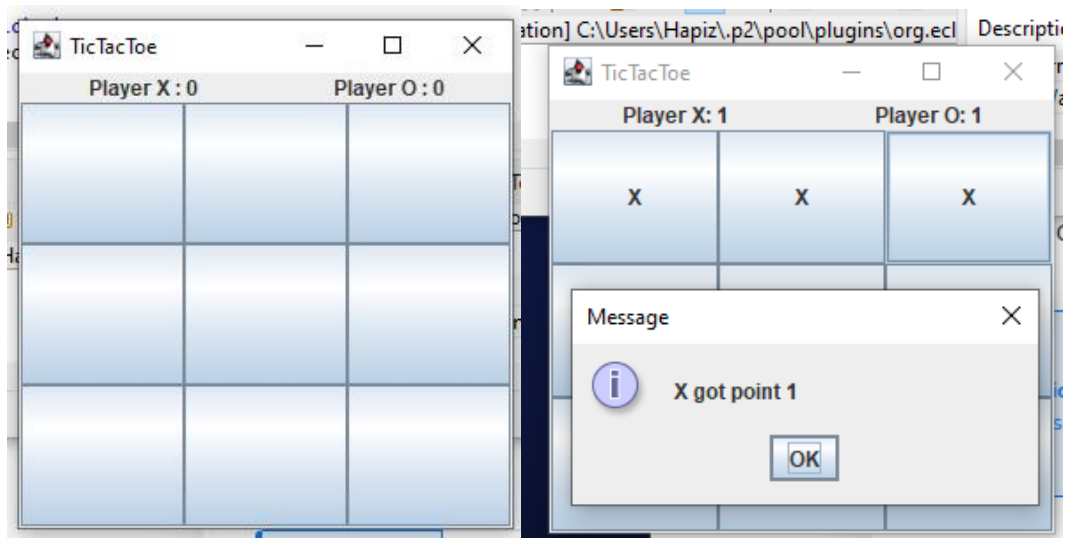 TicTacToe
Player X : 0 Player O : 0
ation] C:\Users\Hapiz\.p2\pool\plugins\org.ecl
TicTacToe
Player X: 1 Player O: 1
X X X
Message
X got point 1
OK